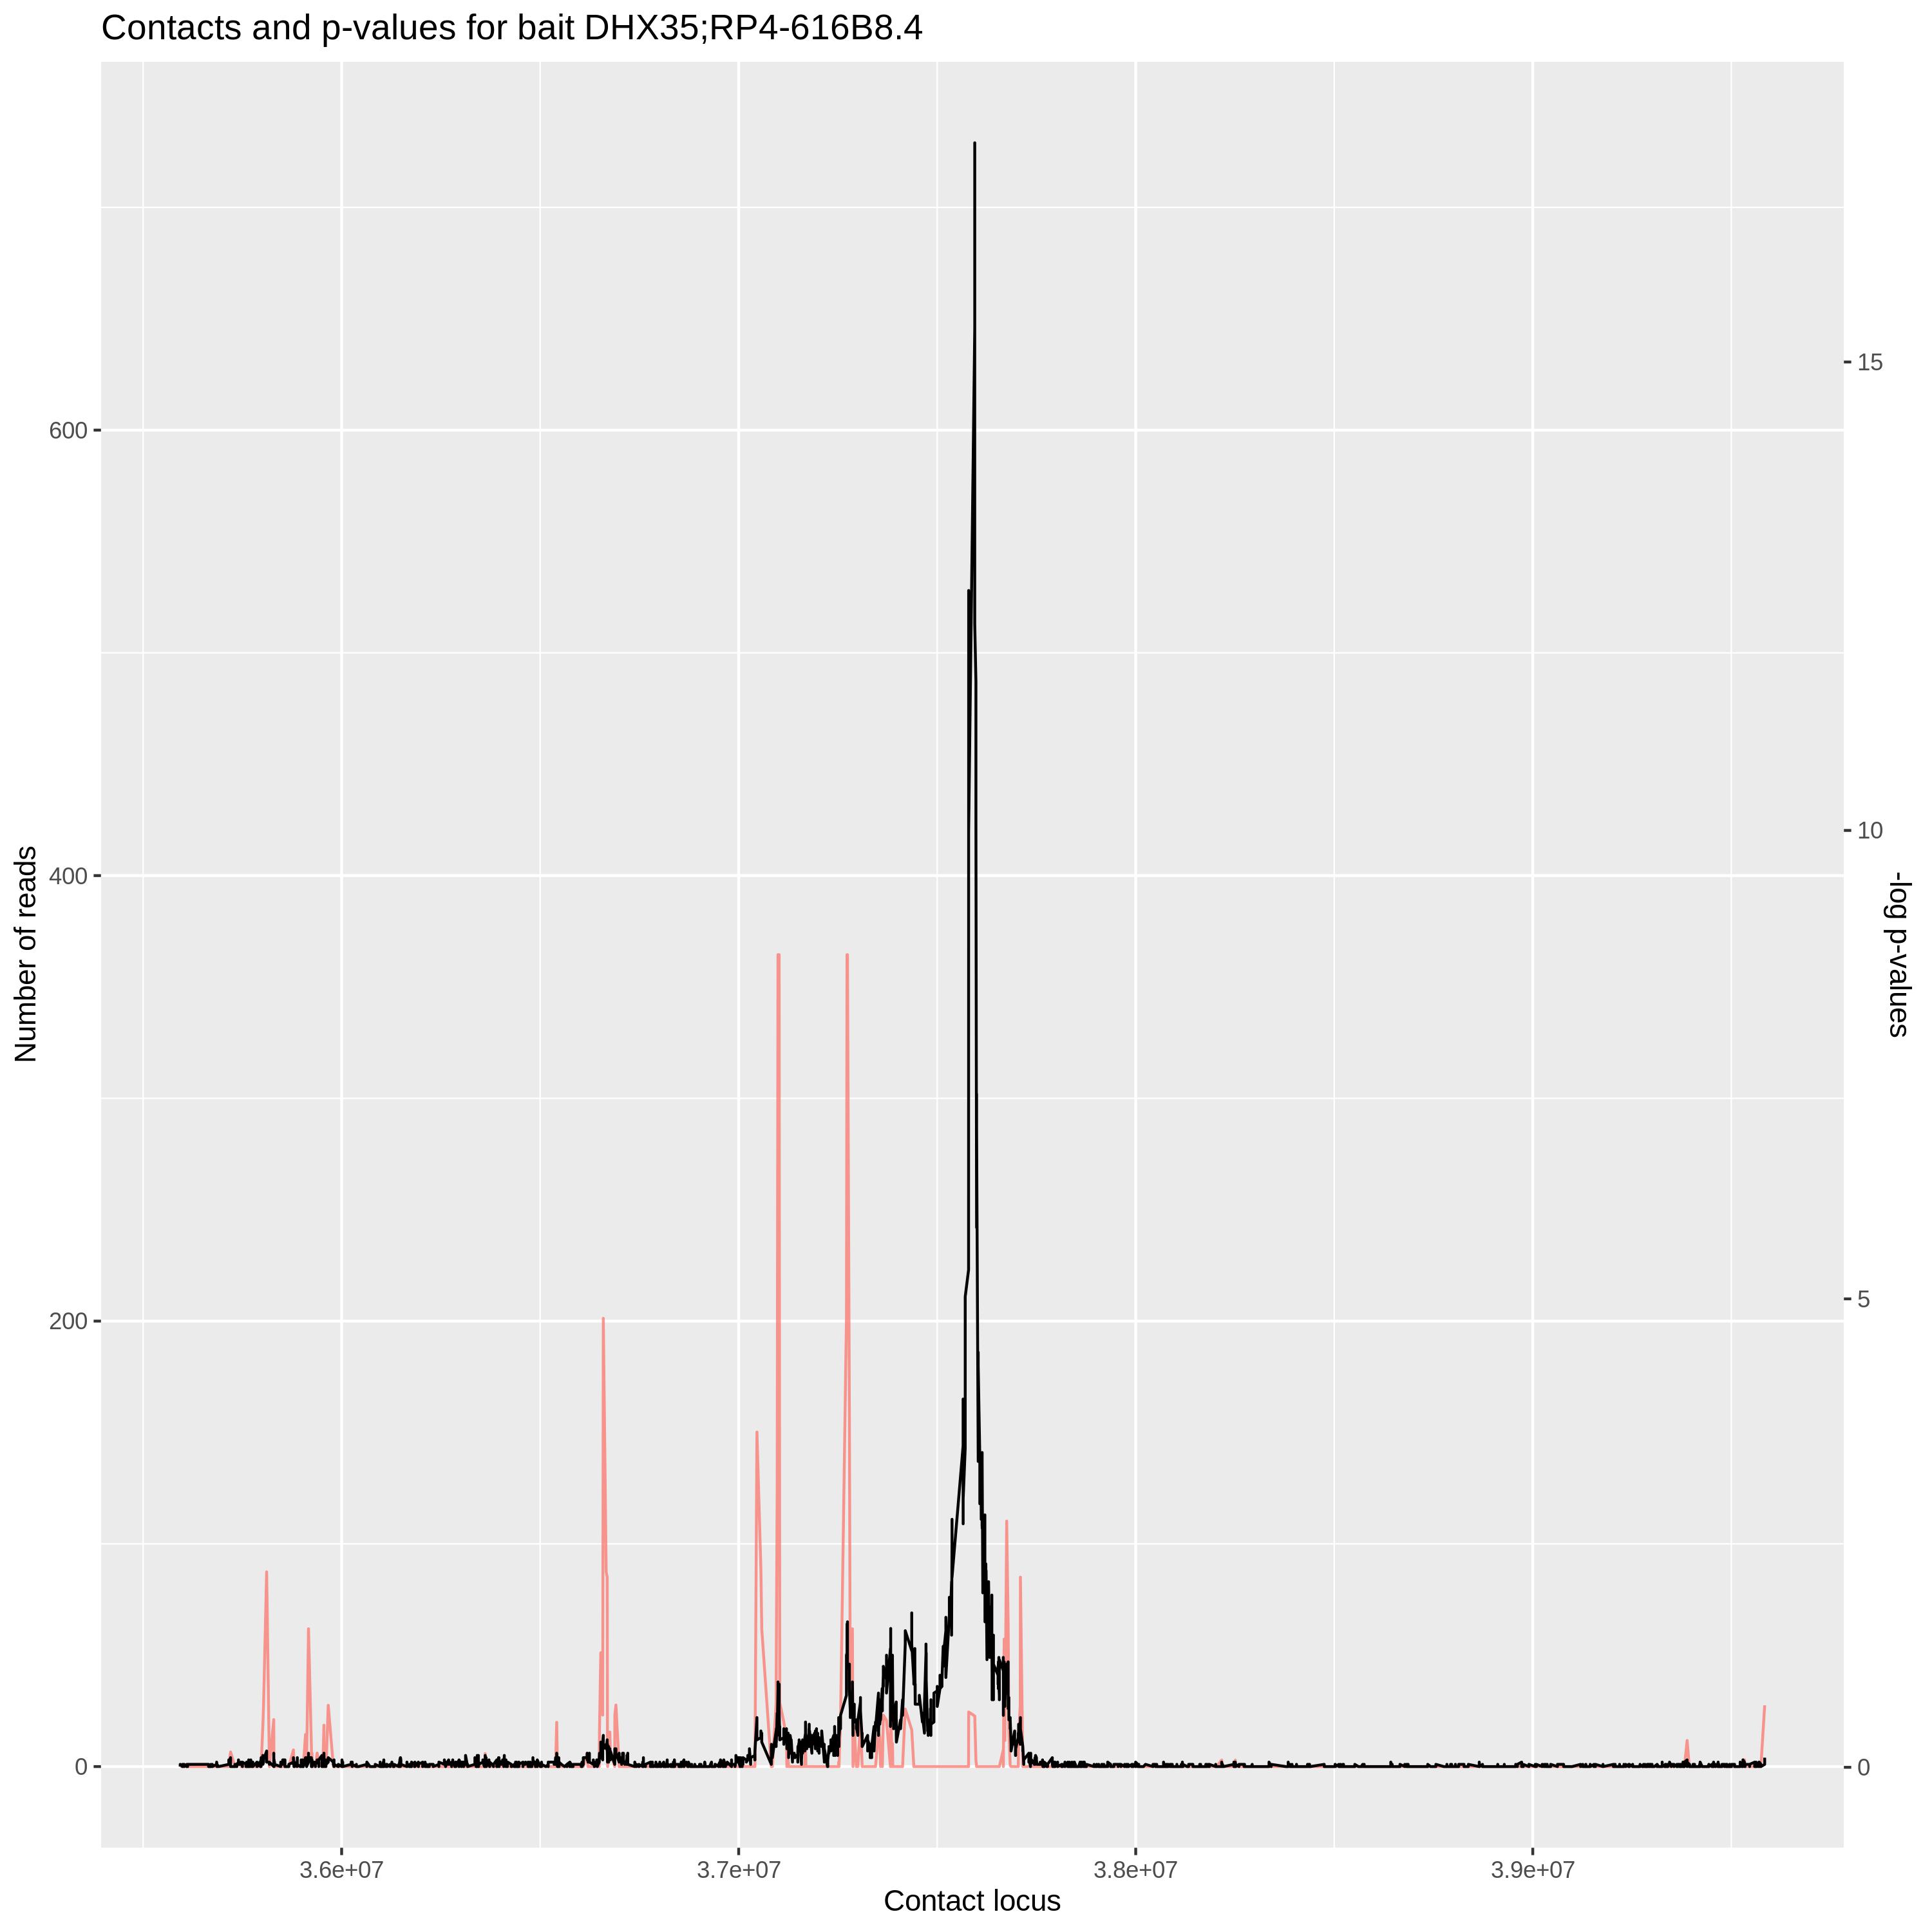 Contacts and p-values for bait DHX35;RP4-616B8.4
600
400
200
0
Number of reads
15
10
5
0
-log p-values
3.6e+07
3.7e+07
3.8e+07
3.9e+07
Contact locus